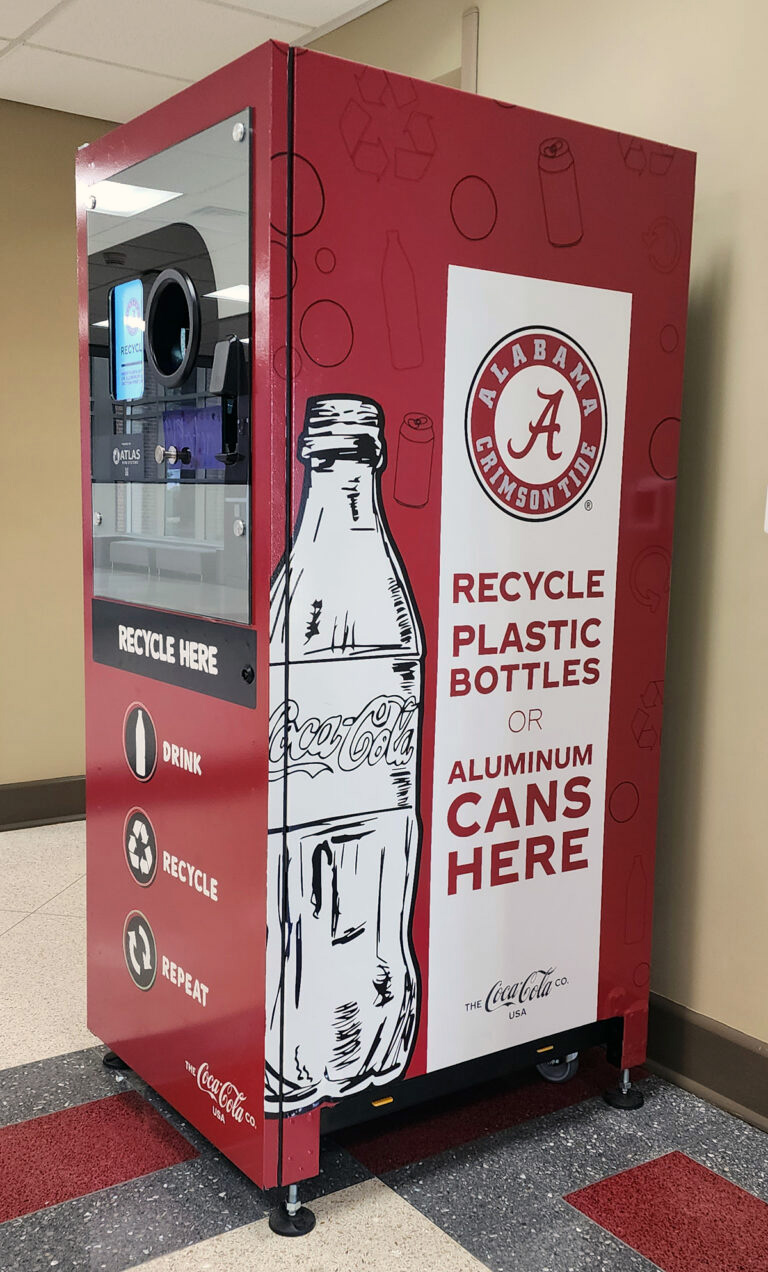 RECYCLE
ATLAS
RECYCLE HERE
DRINK
RECYCLE
REPEAT
THE Coca-Cola CO.
USA
Coca-Cola
ALABAMA
A
CRIMSON TIDE
®
RECYCLE
PLASTIC
BOTTLES
OR
ALUMINUM
CANS
HERE
THE Coca-Cola CO.
USA